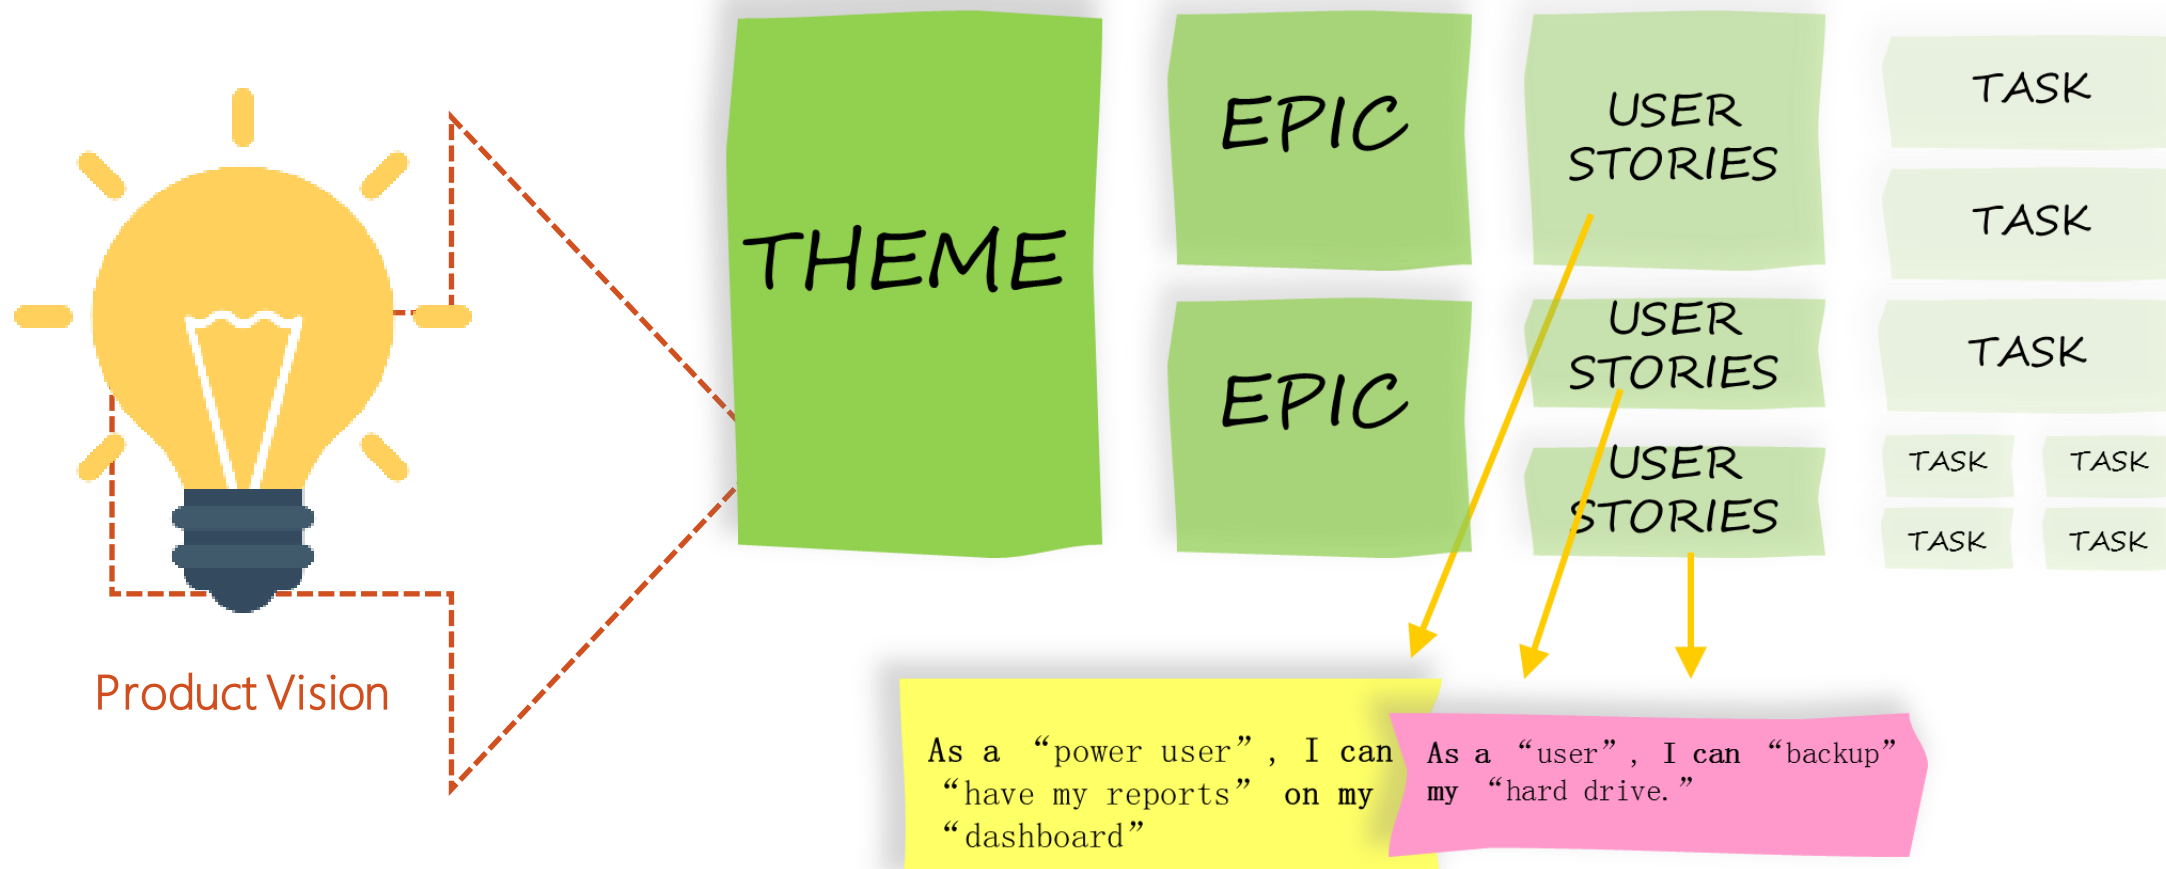 Product Vision
THEME
EPIC
EPIC
USER
STORIES
USER
STORIES
USER
STORIES
TASK
TASK
TASK
TASK
TASK
TASK
TASK
As a “power user”, I can
“have my reports” on my
“dashboard”
As a “user”, I can “backup”
my “hard drive.”